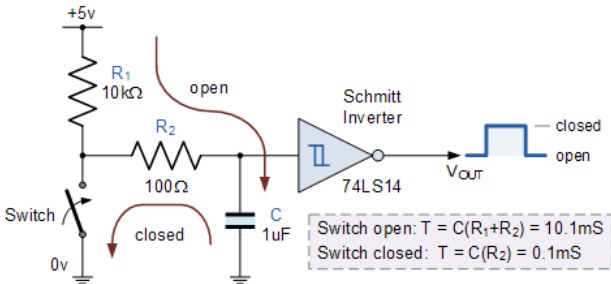 +5v
R1
10kΩ
open
R2
100Ω
Schmitt
Inverter
74LS14
VOUT
closed
open
Switch
closed
C
1uF
0v
Switch open: T = C(R1+R2) = 10.1mS
Switch closed: T = C(R2) = 0.1mS